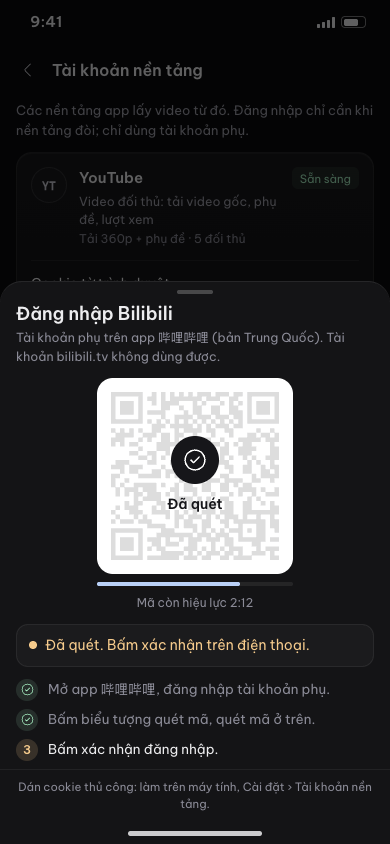 9:41
Tài khoản nền tảng
Các nền tảng app lấy video từ đó. Đăng nhập chỉ cần khi
nền tảng đòi; chỉ dùng tài khoản phụ.
YT
YouTube
Sẵn sàng
Video đối thủ: tải video gốc, phụ
đề, lượt xem
Tải 360p + phụ đề · 5 đối thủ
Đăng nhập Bilibili
Tài khoản phụ trên app 哔哩哔哩 (bản Trung Quốc). Tài
khoản bilibili.tv không dùng được.
Đã quét
Mã còn hiệu lực 2:12
Đã quét. Bấm xác nhận trên điện thoại.
Mở app 哔哩哔哩, đăng nhập tài khoản phụ.
Bấm biểu tượng quét mã, quét mã ở trên.
3 Bấm xác nhận đăng nhập.
Dán cookie thủ công: làm trên máy tính, Cài đặt › Tài khoản nền
tảng.